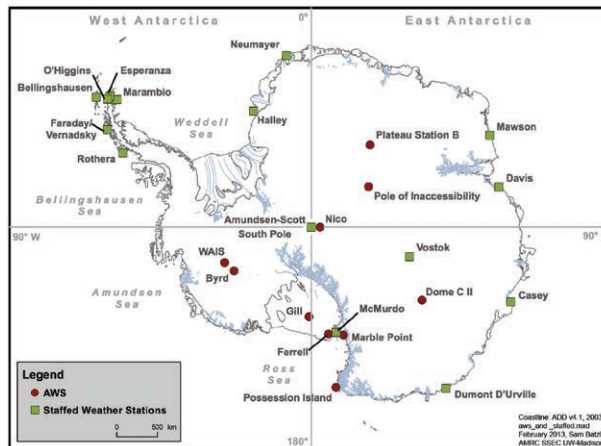 West Antarctica
0°
East Antarctica
Neumayer
O'Higgins
Esperanza
Bellingshausen
Marambio
Weddell
Sea
Halley
Faraday/
Vernadsky
Rothera
Plateau Station B
Mawson
Davis
Pole of Inaccessibility
Bellingshausen
Sea
Amundsen-Scott
South Pole
Nico
90° W
90°
Vostok
WAIS
Byrd
Dome C II
Casey
Amundsen
Sea
Gill
McMurdo
Marble Point
Ferrell
Ross
Sea
Possession Island
Dumont D'Urville
Legend
AWS
Staffed Weather Stations
0
500
km
180°
Coastline: ADD v4.1, 2003
aws_and_staffed.mxd
February 2013, Sam Batz
AMRC SSEC UW-Madiso